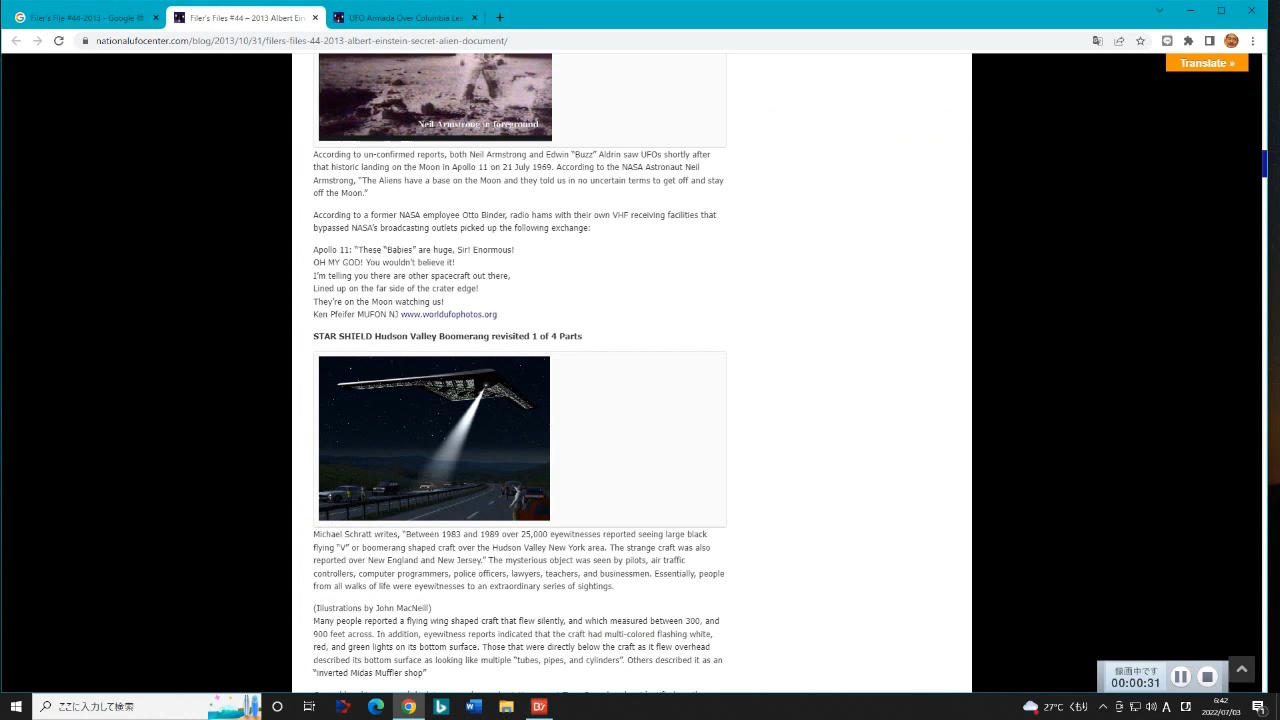 Filer's File #44-2013 - Google
Filer's Files #44 – 2013 Albert Ein
UFO Armada Over Columbia Les
nationalufocenter.com/blog/2013/10/31/filers-files-44-2013-albert-einstein-secret-alien-document/
Translate »
Neil Armstrong in foreground
According to un-confirmed reports, both Neil Armstrong and Edwin “Buzz” Aldrin saw UFOs shortly after
that historic landing on the Moon in Apollo 11 on 21 July 1969. According to the NASA Astronaut Neil
Armstrong, “The Aliens have a base on the Moon and they told us in no uncertain terms to get off and stay
off the Moon.”
According to a former NASA employee Otto Binder, radio hams with their own VHF receiving facilities that
bypassed NASA’s broadcasting outlets picked up the following exchange:
Apollo 11: “These “Babies” are huge, Sir! Enormous!
OH MY GOD! You wouldn’t believe it!
I’m telling you there are other spacecraft out there,
Lined up on the far side of the crater edge!
They’re on the Moon watching us!
Ken Pfeifer MUFON NJ www.worldufophotos.org
STAR SHIELD Hudson Valley Boomerang revisited 1 of 4 Parts
Michael Schratt writes, “Between 1983 and 1989 over 25,000 eyewitnesses reported seeing large black
flying “V” or boomerang shaped craft over the Hudson Valley New York area. The strange craft was also
reported over New England and New Jersey.” The mysterious object was seen by pilots, air traffic
controllers, computer programmers, police officers, lawyers, teachers, and businessmen. Essentially, people
from all walks of life were eyewitnesses to an extraordinary series of sightings.
(Illustrations by John MacNeill)
Many people reported a flying wing shaped craft that flew silently, and which measured between 300, and
900 feet across. In addition, eyewitness reports indicated that the craft had multi-colored flashing white,
red, and green lights on its bottom surface. Those that were directly below the craft as it flew overhead
described its bottom surface as looking like multiple “tubes, pipes, and cylinders”. Others described it as an
“inverted Midas Muffler shop”
録画中です
00:00:31
ここに入力して検索
27°C くもり
A
6:42
2022/07/03